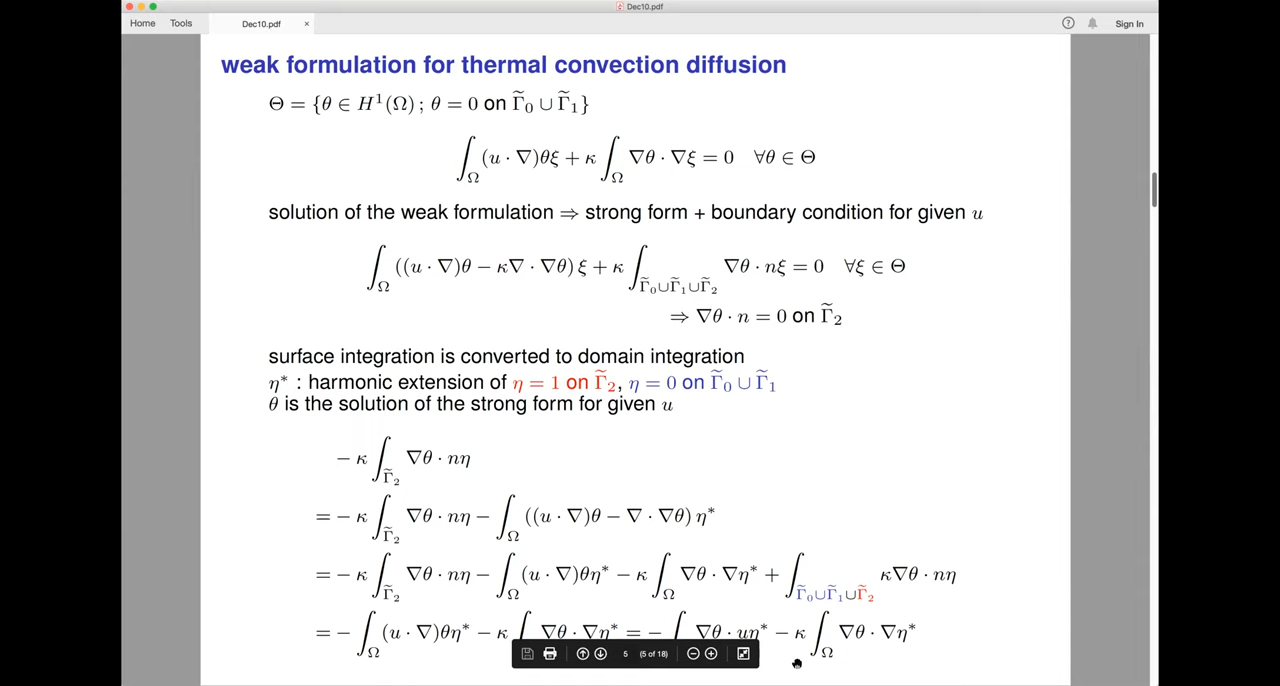 Dec10.pdf
Home Tools Dec10.pdf × ? Sign In
weak formulation for thermal convection diffusion
Θ = {θ ∈ H¹(Ω) ; θ = 0 on Γ̃₀ ∪ Γ̃₁}
∫_Ω (u · ∇)θξ + κ ∫_Ω ∇θ · ∇ξ = 0 ∀θ ∈ Θ
solution of the weak formulation ⇒ strong form + boundary condition for given u
∫_Ω ((u · ∇)θ − κ∇ · ∇θ) ξ + κ ∫_{Γ̃₀∪Γ̃₁∪Γ̃₂} ∇θ · nξ = 0 ∀ξ ∈ Θ
⇒ ∇θ · n = 0 on Γ̃₂
surface integration is converted to domain integration
η* : harmonic extension of η = 1 on Γ̃₂, η = 0 on Γ̃₀ ∪ Γ̃₁
θ is the solution of the strong form for given u
− κ ∫_{Γ̃₂} ∇θ · nη
= − κ ∫_{Γ̃₂} ∇θ · nη − ∫_Ω ((u · ∇)θ − ∇ · ∇θ) η*
= − κ ∫_{Γ̃₂} ∇θ · nη − ∫_Ω (u · ∇)θη* − κ ∫_Ω ∇θ · ∇η* + ∫_{Γ̃₀∪Γ̃₁∪Γ̃₂} κ∇θ · nη
= − ∫_Ω (u · ∇)θη* − κ ∫ ∇θ · ∇η* = − ∫ ∇θ · uη* − κ ∫_Ω ∇θ · ∇η*
5 (5 of 18)